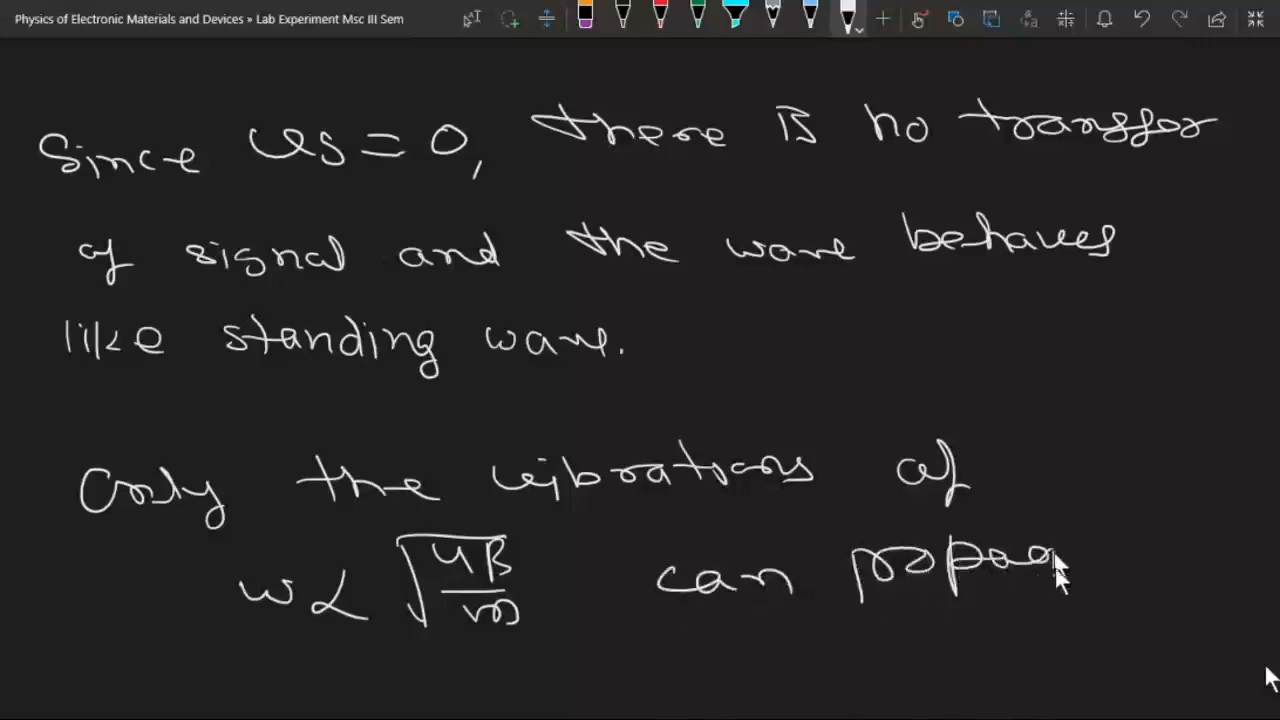 Physics of Electronic Materials and Devices » Lab Experiment Msc III Sem
Since Vs = 0, there is no transfer
of signal and the wave behaves
like standing wave.
Only the vibrations of
ω < √(4β/m) can propag